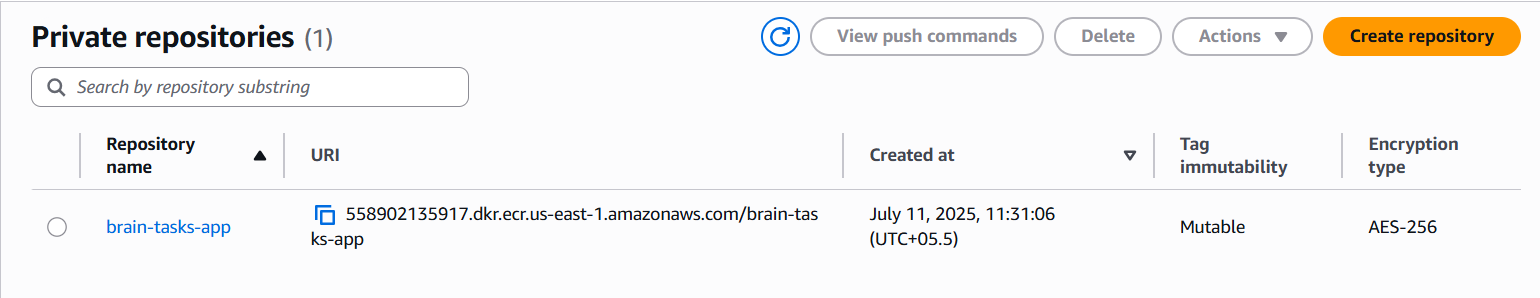 Private repositories (1)
View push commands
Delete
Actions
Create repository
Search by repository substring
Repository
name
URI
Created at
Tag
immutability
Encryption
type
brain-tasks-app
558902135917.dkr.ecr.us-east-1.amazonaws.com/brain-tas
ks-app
July 11, 2025, 11:31:06
(UTC+05.5)
Mutable
AES-256